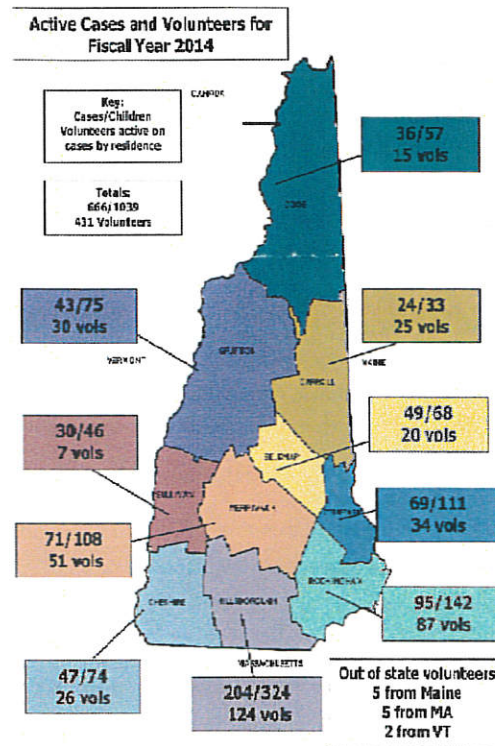 Active Cases and Volunteers for
Fiscal Year 2014
Key:
Cases/Children
Volunteers active on
cases by residence
Totals:
666/1039
431 Volunteers
CANADA
36/57
15 vols
COOS
43/75
30 vols
GRAFTON
VERMONT
24/33
25 vols
CARROLL
MAINE
49/68
20 vols
BELKNAP
30/46
7 vols
SULLIVAN
69/111
34 vols
71/108
51 vols
MERRIMACK
95/142
87 vols
ROCKINGHAM
CHESHIRE
HILLSBOROUGH
47/74
26 vols
MASSACHUSETTS
204/324
124 vols
Out of state volunteers
5 from Maine
5 from MA
2 from VT